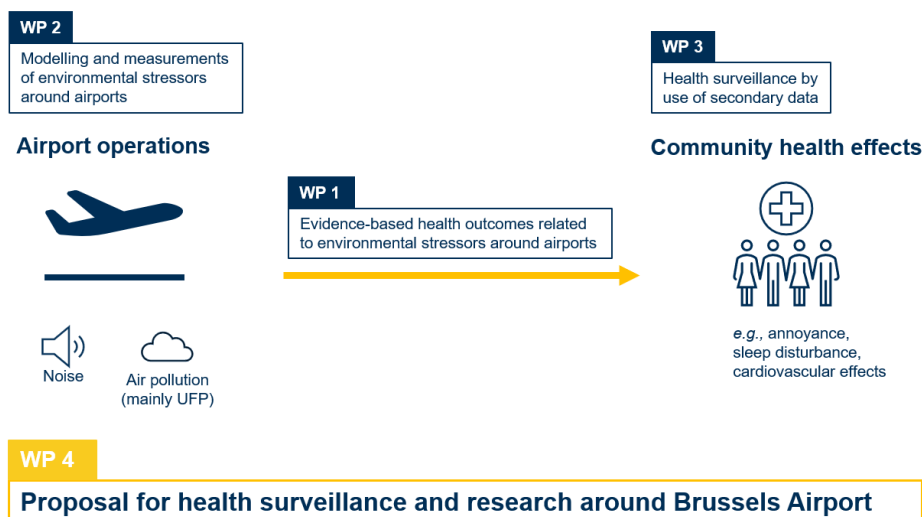 WP 2
Modelling and measurements
of environmental stressors
around airports
Airport operations
Noise
Air pollution
(mainly UFP)
WP 1
Evidence-based health outcomes related
to environmental stressors around airports
WP 3
Health surveillance by
use of secondary data
Community health effects
e.g., annoyance,
sleep disturbance,
cardiovascular effects
WP 4
Proposal for health surveillance and research around Brussels Airport